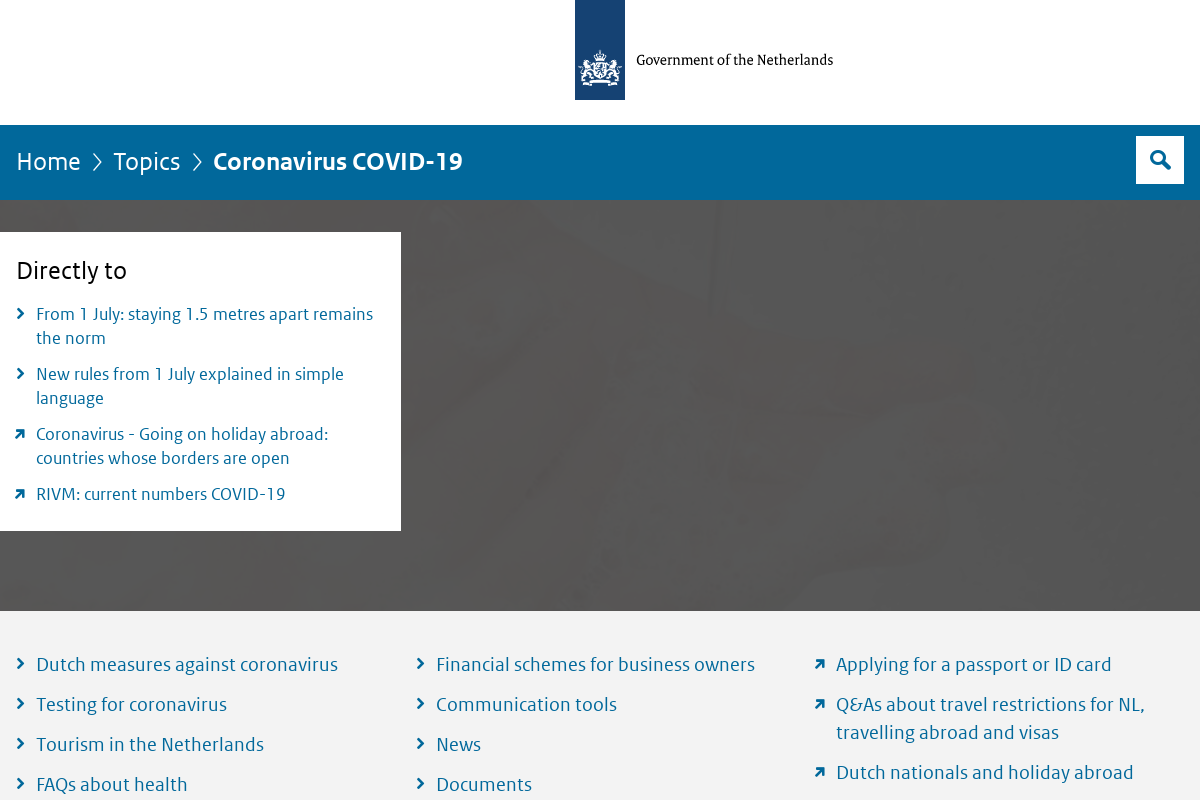 Government of the Netherlands
Home
Topics
Coronavirus COVID-19
Directly to
From 1 July: staying 1.5 metres apart remains
the norm
New rules from 1 July explained in simple
language
Coronavirus - Going on holiday abroad:
countries whose borders are open
RIVM: current numbers COVID-19
Dutch measures against coronavirus
Testing for coronavirus
Tourism in the Netherlands
FAQs about health
Financial schemes for business owners
Communication tools
News
Documents
Applying for a passport or ID card
Q&As about travel restrictions for NL,
travelling abroad and visas
Dutch nationals and holiday abroad